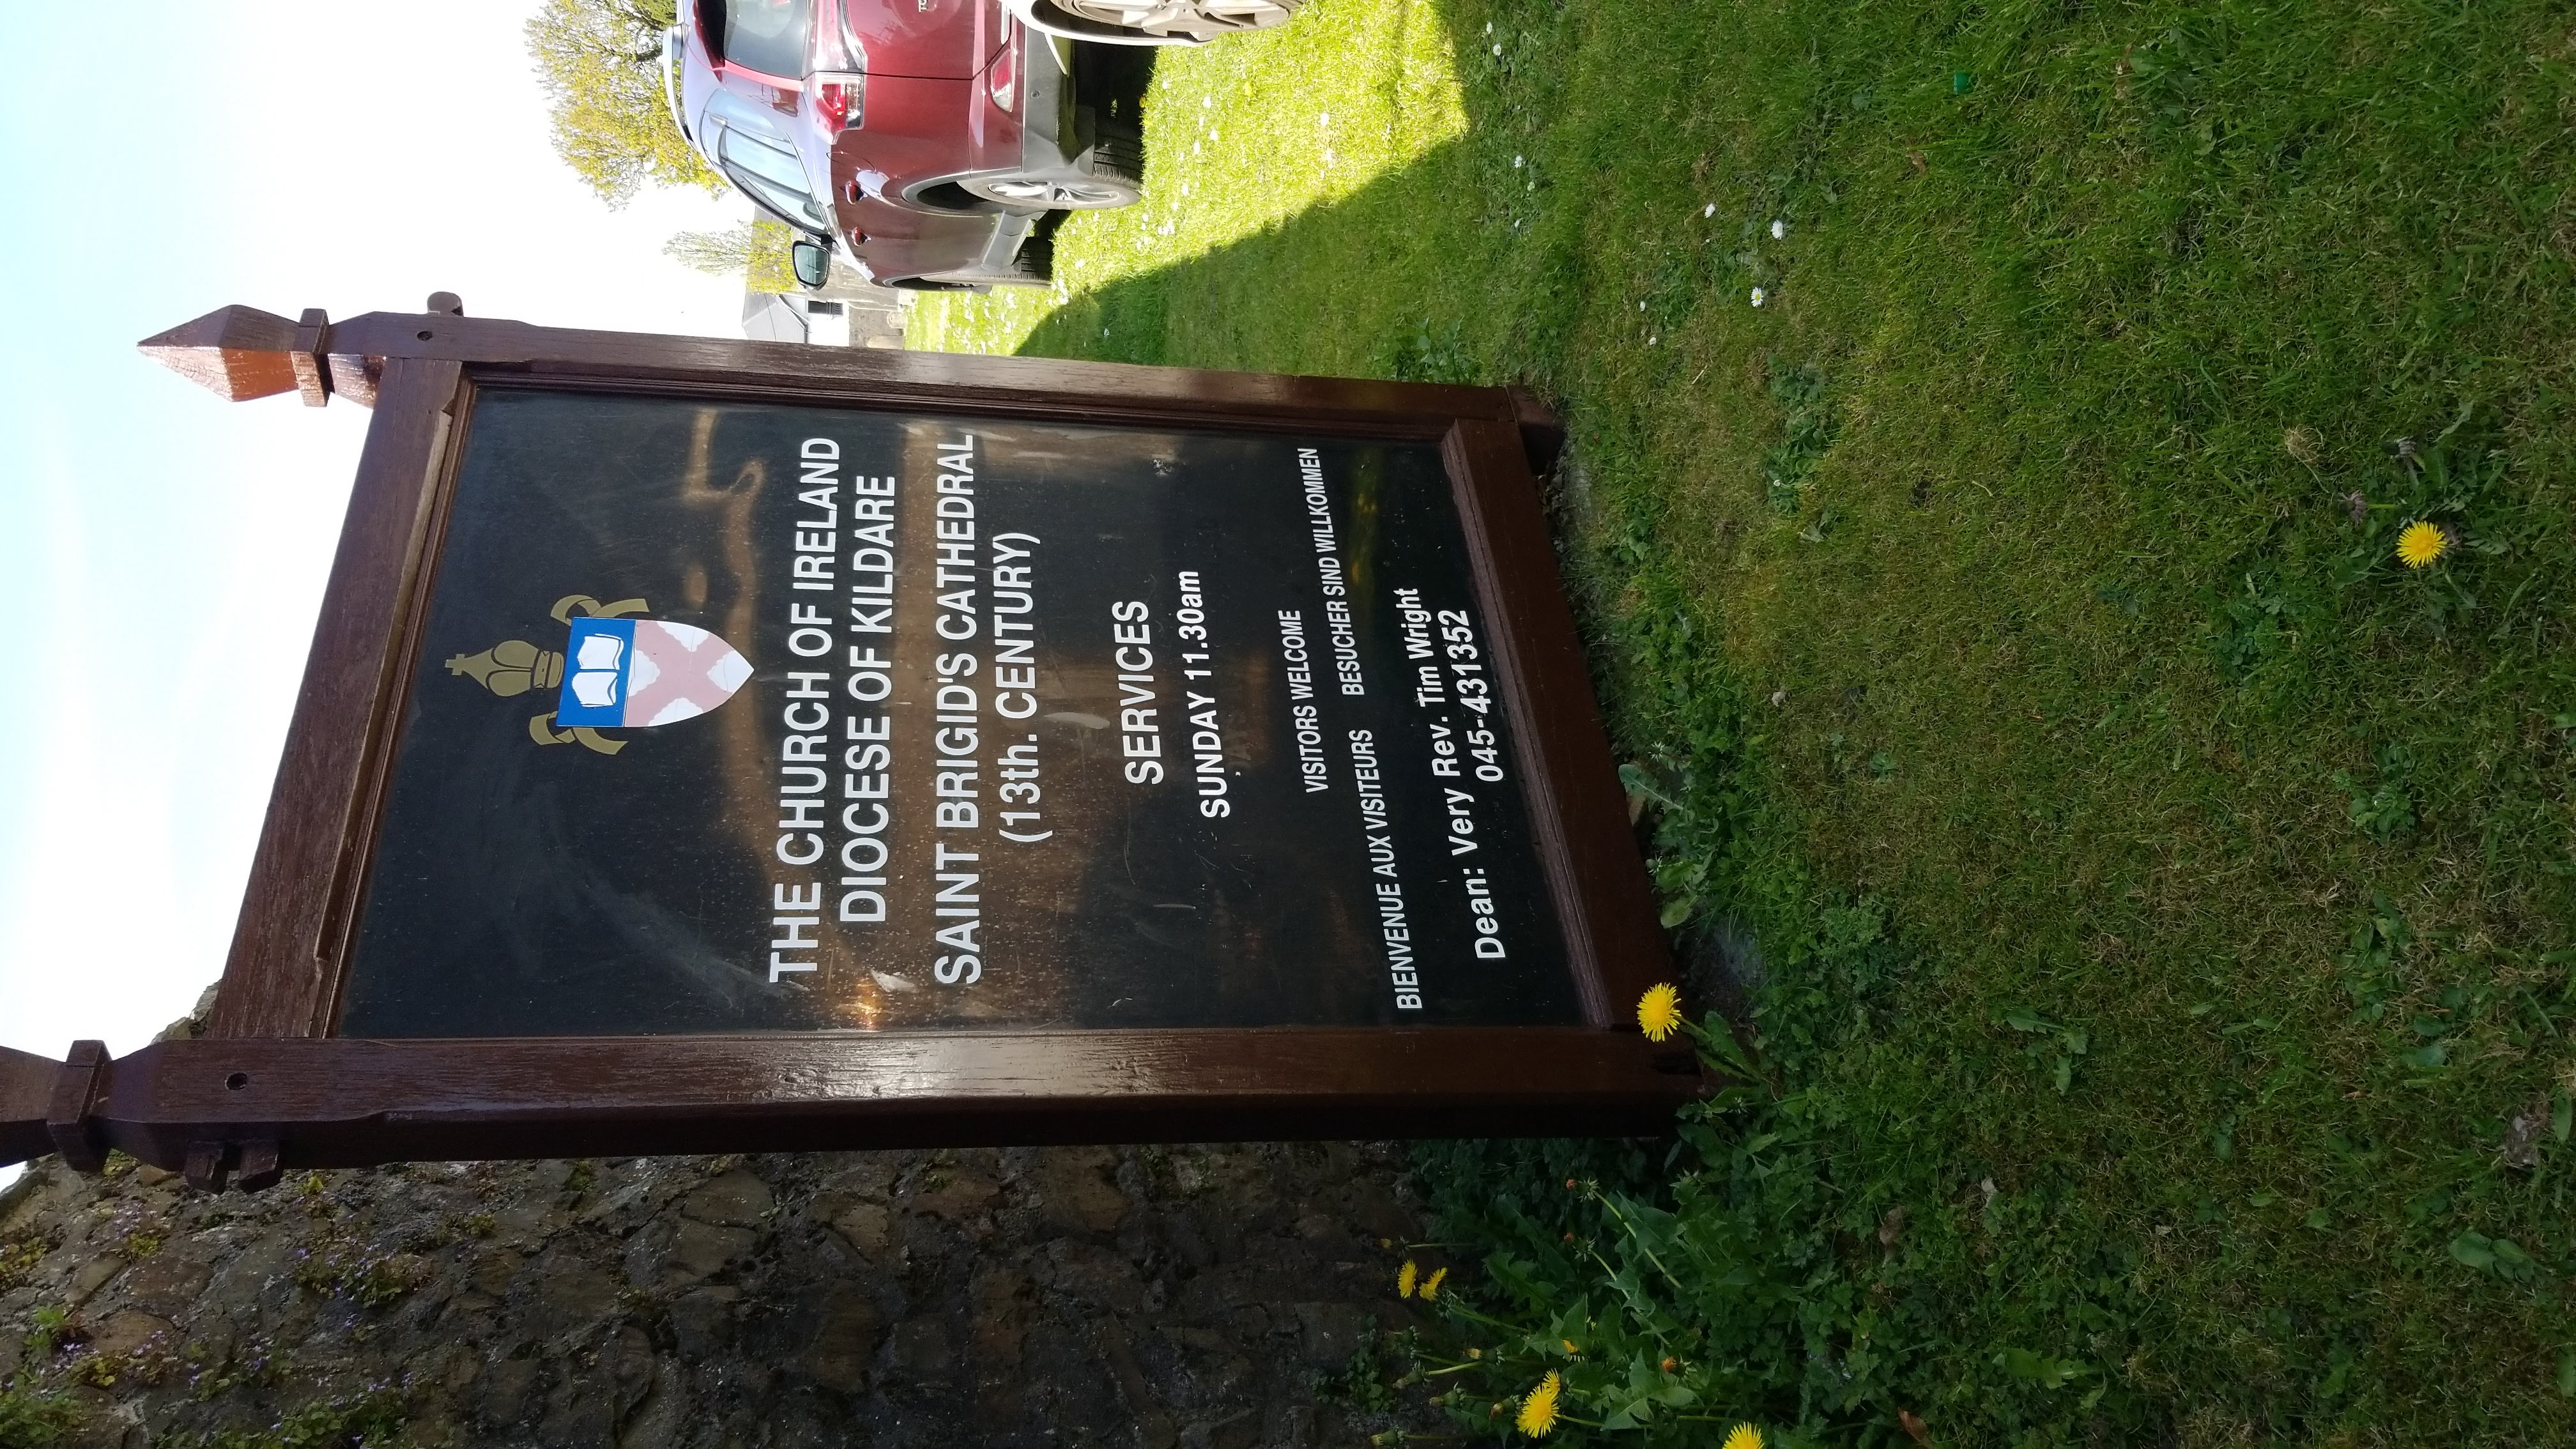 THE CHURCH OF IRELAND
DIOCESE OF KILDARE
SAINT BRIGID'S CATHEDRAL
(13th. CENTURY)
SERVICES
SUNDAY 11.30am
VISITORS WELCOME
BIENVENUE AUX VISITEURS BESUCHER SIND WILLKOMMEN
Dean: Very Rev. Tim Wright
045-431352